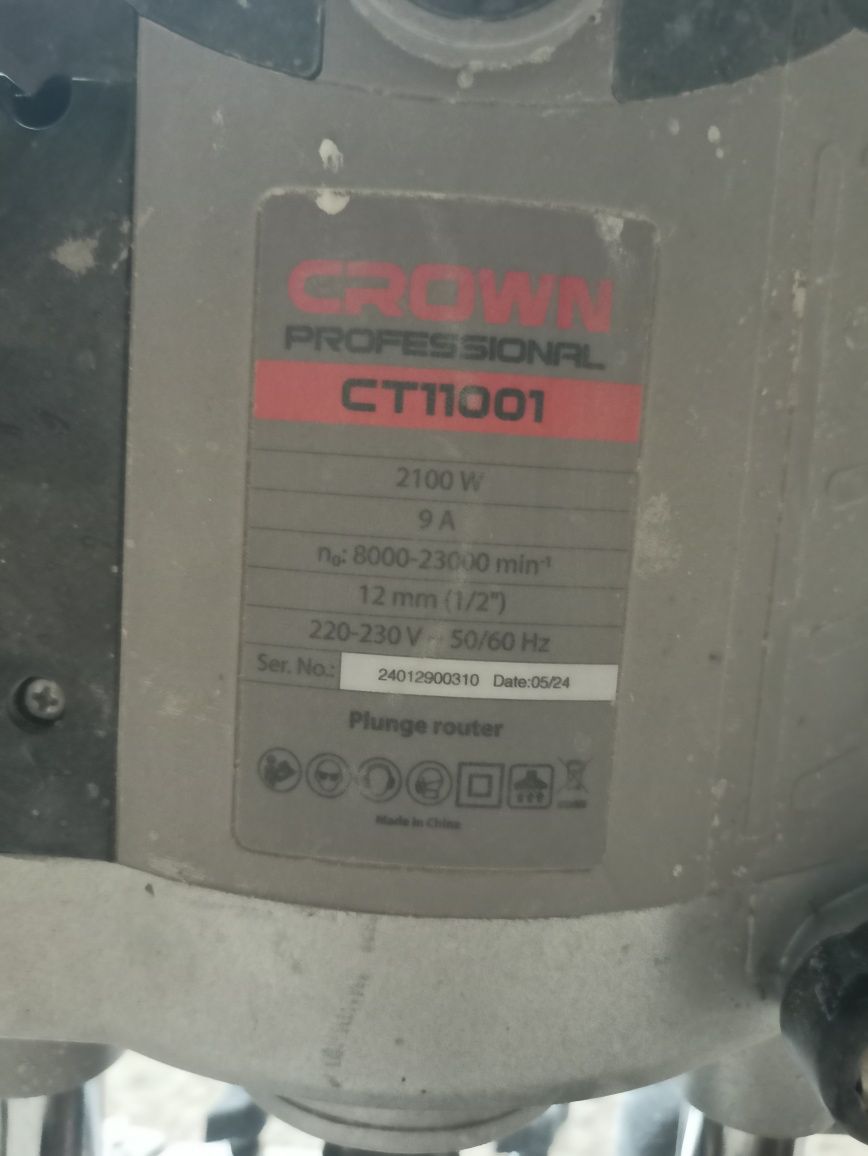 CROWN
PROFESSIONAL
CT11001
2100 W
9 A
n₀: 8000-23000 min⁻¹
12 mm (1/2")
220-230 V ~ 50/60 Hz
Ser. No.: 24012900310 Date:05/24
Plunge router
Made in China